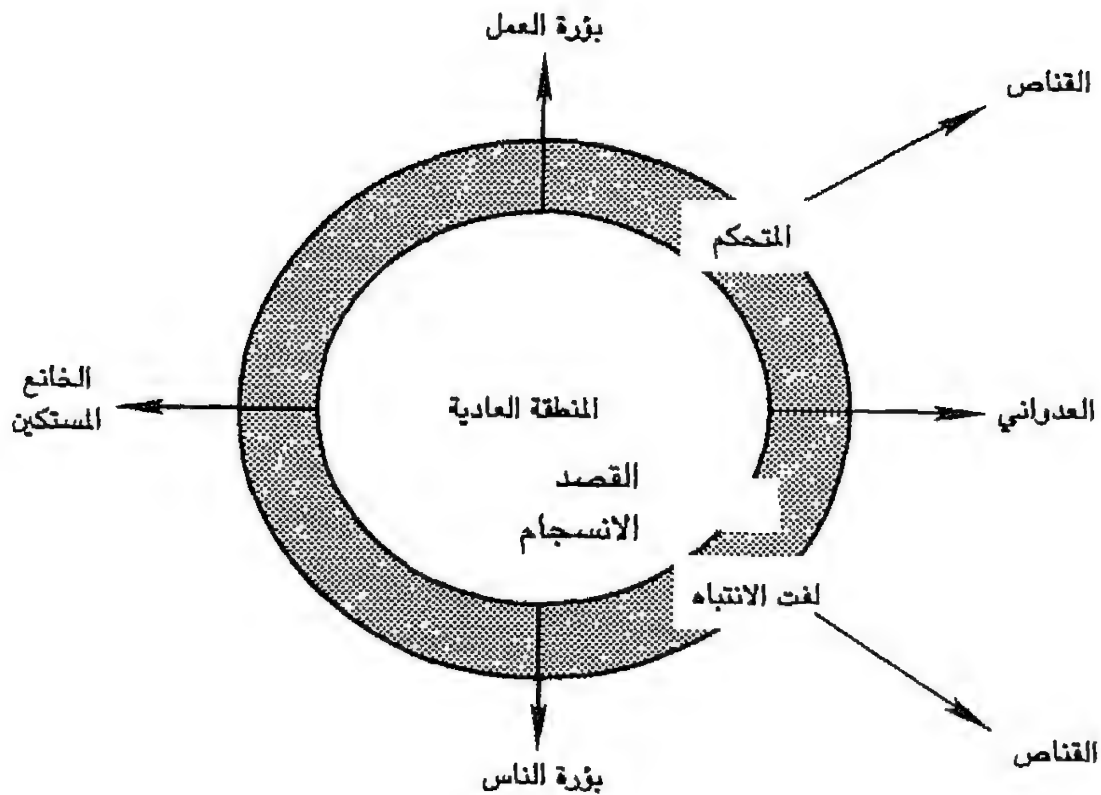 بؤرة العمل
القناص
المتحكم
الخانع
المستكين
المنطقة العادية
العدواني
القصد
الانسجام
لفت الانتباه
القناص
بؤرة الناس